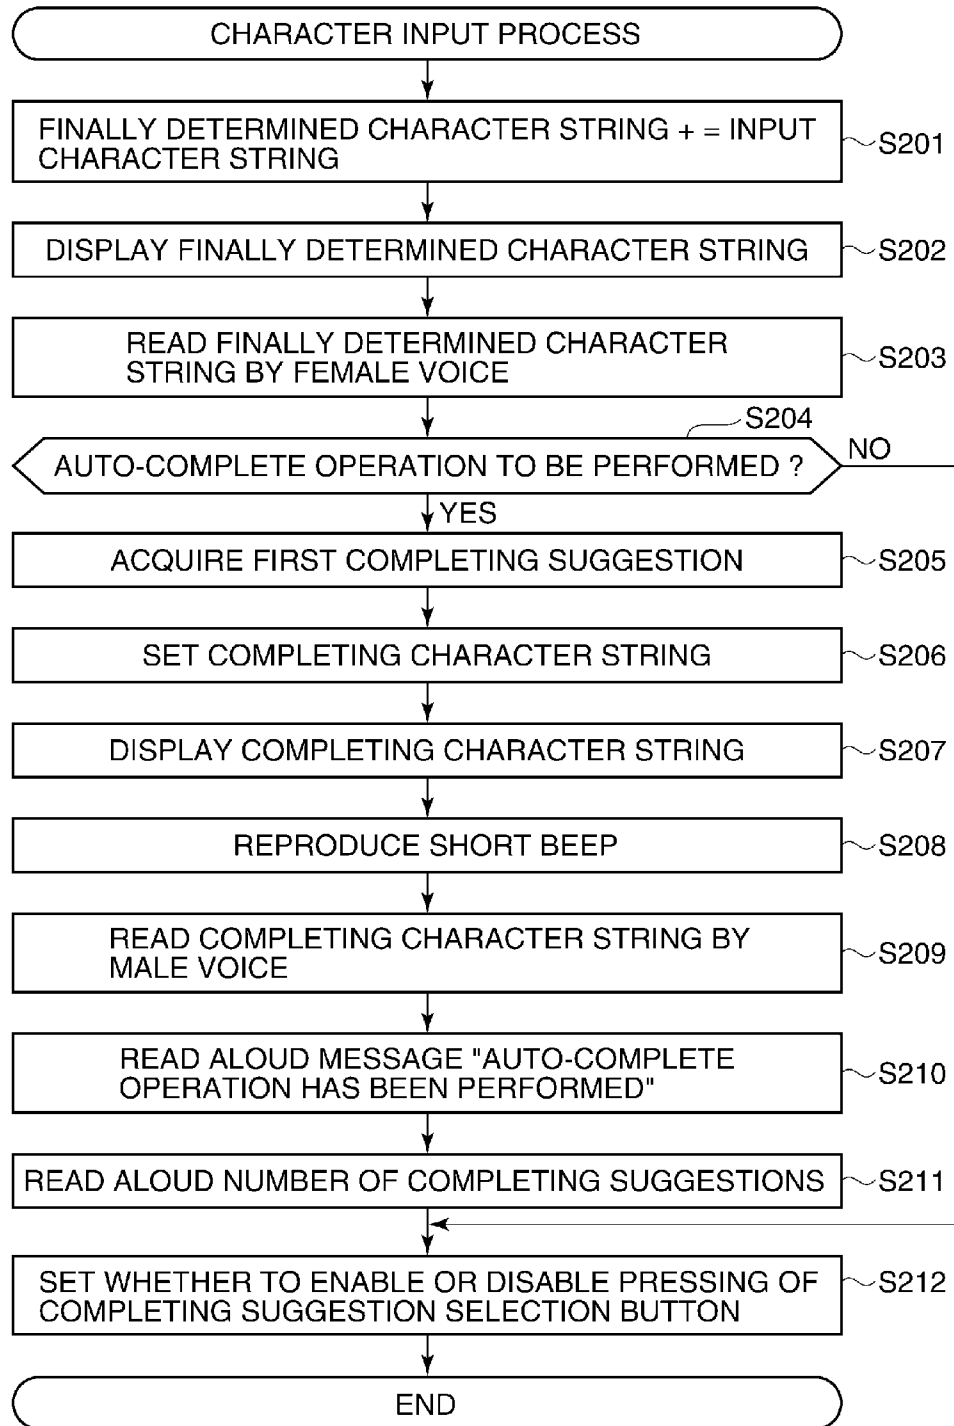 CHARACTER INPUT PROCESS
FINALLY DETERMINED CHARACTER STRING + = INPUT
CHARACTER STRING
S201
DISPLAY FINALLY DETERMINED CHARACTER STRING
S202
READ FINALLY DETERMINED CHARACTER
STRING BY FEMALE VOICE
S203
S204
AUTO-COMPLETE OPERATION TO BE PERFORMED ?
NO
YES
ACQUIRE FIRST COMPLETING SUGGESTION
S205
SET COMPLETING CHARACTER STRING
S206
DISPLAY COMPLETING CHARACTER STRING
S207
REPRODUCE SHORT BEEP
S208
READ COMPLETING CHARACTER STRING BY
MALE VOICE
S209
READ ALOUD MESSAGE "AUTO-COMPLETE
OPERATION HAS BEEN PERFORMED"
S210
READ ALOUD NUMBER OF COMPLETING SUGGESTIONS
S211
SET WHETHER TO ENABLE OR DISABLE PRESSING OF
COMPLETING SUGGESTION SELECTION BUTTON
S212
END